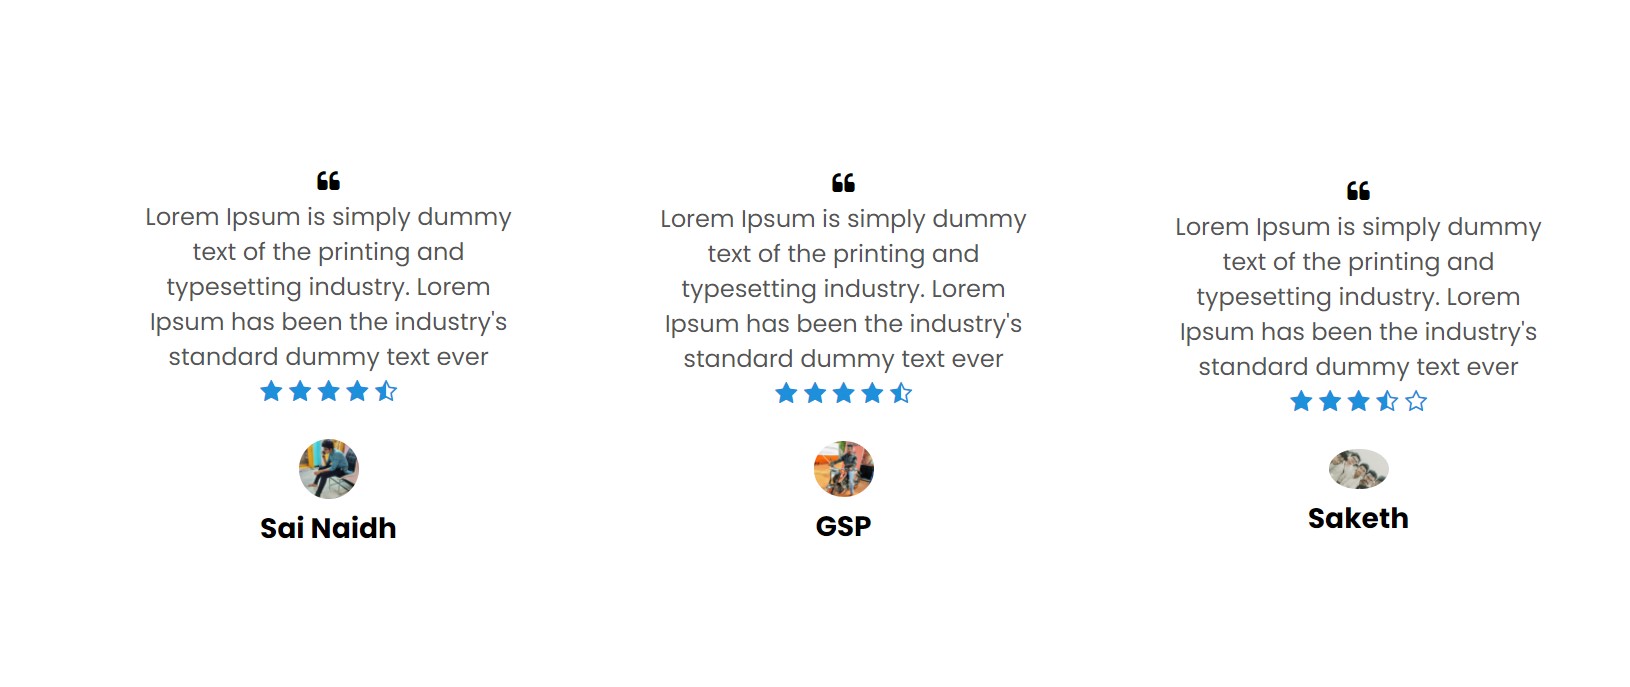 ❝
Lorem Ipsum is simply dummy
text of the printing and
typesetting industry. Lorem
Ipsum has been the industry's
standard dummy text ever
Sai Naidh
❝
Lorem Ipsum is simply dummy
text of the printing and
typesetting industry. Lorem
Ipsum has been the industry's
standard dummy text ever
GSP
❝
Lorem Ipsum is simply dummy
text of the printing and
typesetting industry. Lorem
Ipsum has been the industry's
standard dummy text ever
Saketh